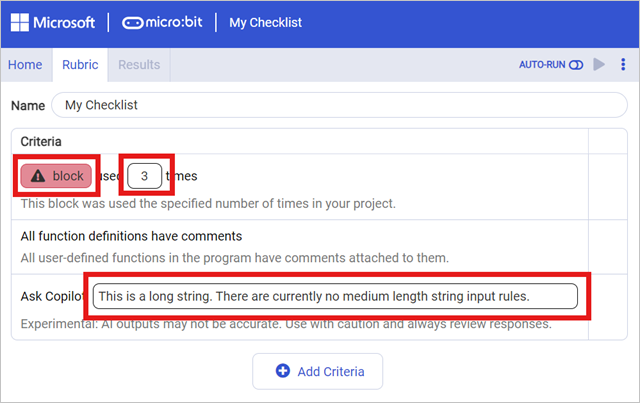 Microsoft micro:bit My Checklist
Home Rubric Results AUTO-RUN
Name My Checklist
Criteria
block used 3 times
This block was used the specified number of times in your project.
All function definitions have comments
All user-defined functions in the program have comments attached to them.
Ask Copilot This is a long string. There are currently no medium length string input rules.
Experimental: AI outputs may not be accurate. Use with caution and always review responses.
Add Criteria